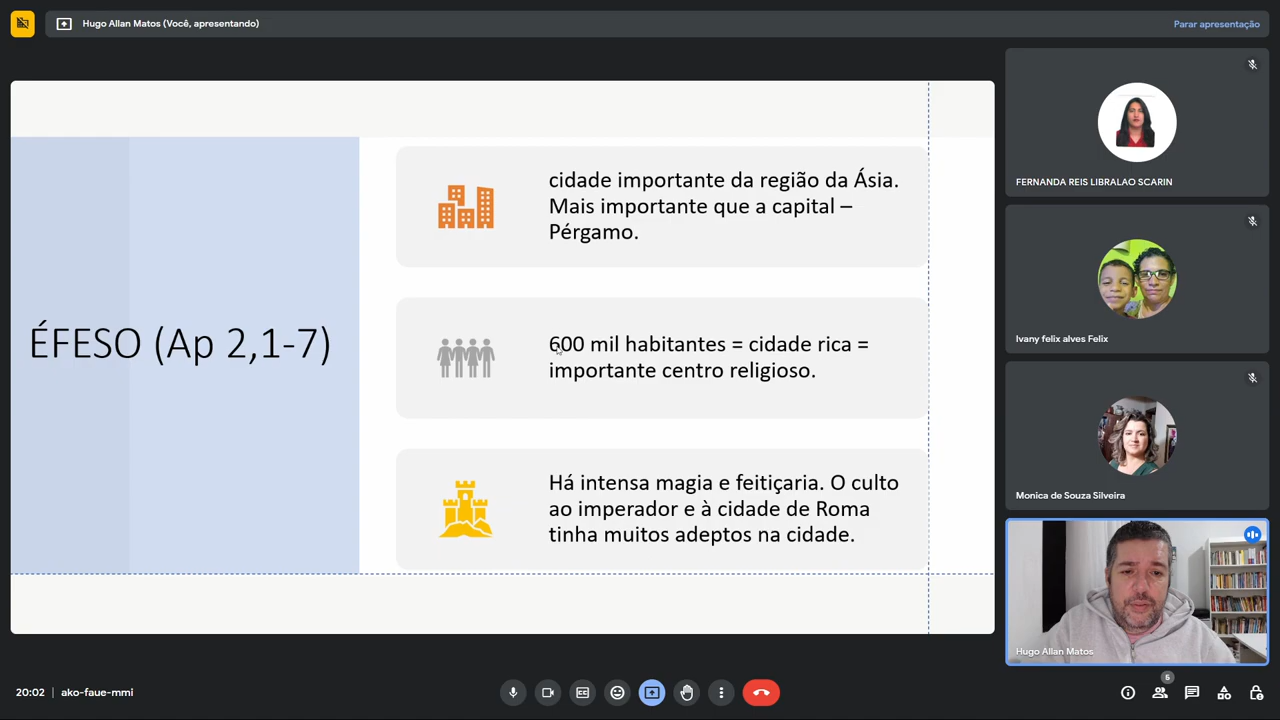 Hugo Allan Matos (Você, apresentando)
Parar apresentação
ÉFESO (Ap 2,1-7)
cidade importante da região da Ásia.
Mais importante que a capital –
Pérgamo.
600 mil habitantes = cidade rica =
importante centro religioso.
Há intensa magia e feitiçaria. O culto
ao imperador e à cidade de Roma
tinha muitos adeptos na cidade.
FERNANDA REIS LIBRALAO SCARIN
Ivany felix alves Felix
Monica de Souza Silveira
Hugo Allan Matos
20:02 | ako-faue-mmi
5